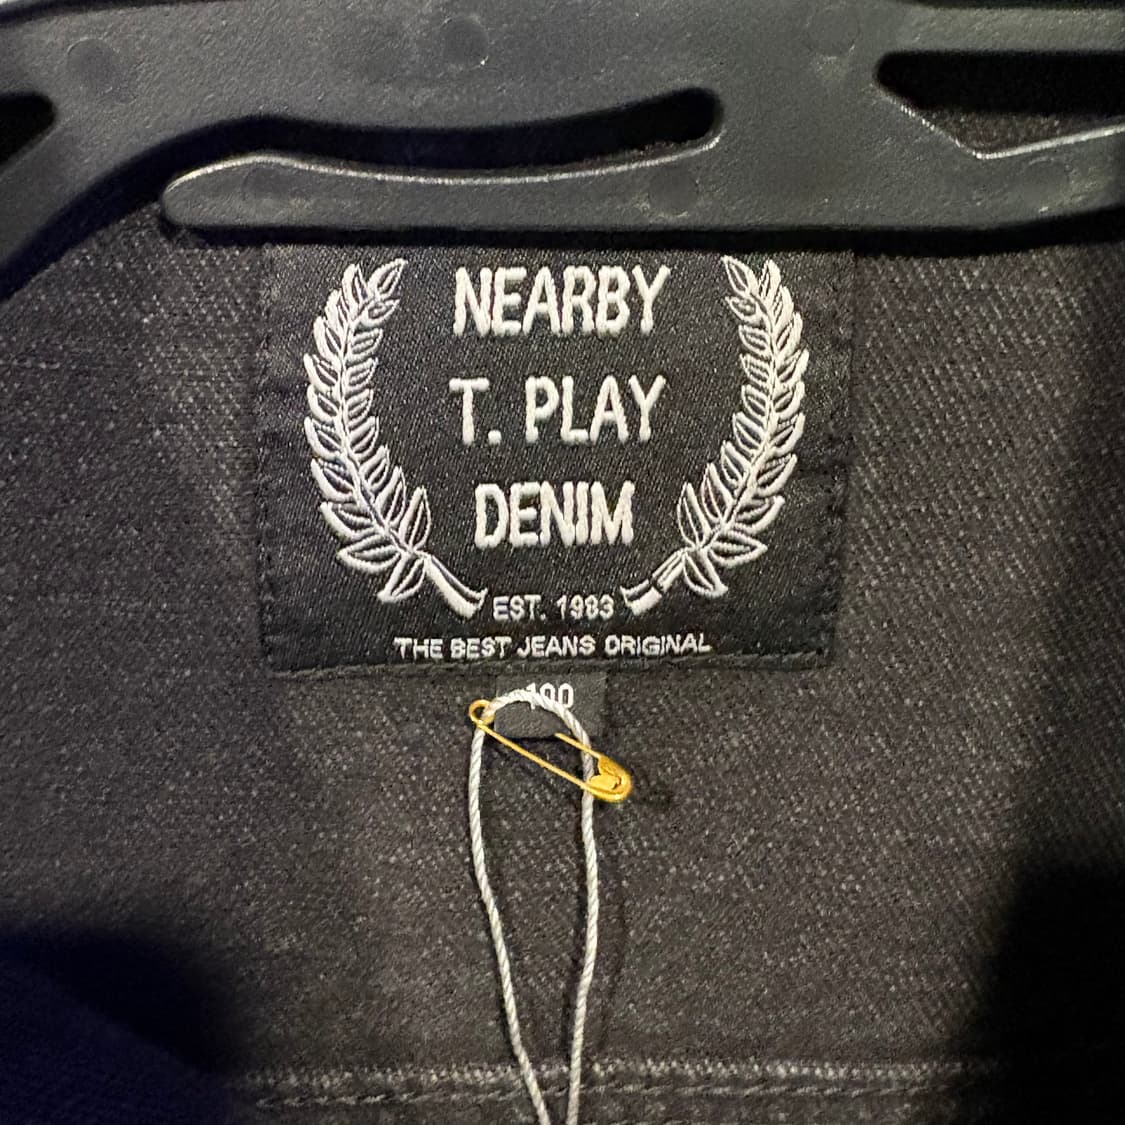 NEARBY
T. PLAY
DENIM
EST. 1983
THE BEST JEANS ORIGINAL